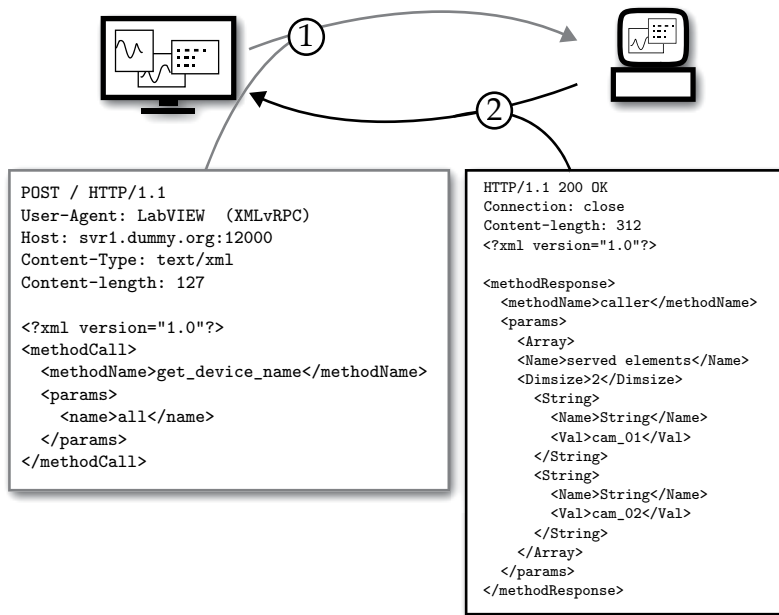 1
2
POST / HTTP/1.1
User-Agent: LabVIEW  (XMLvRPC)
Host: svr1.dummy.org:12000
Content-Type: text/xml
Content-length: 127

<?xml version="1.0"?>
<methodCall>
  <methodName>get_device_name</methodName>
  <params>
    <name>all</name>
  </params>
</methodCall>
HTTP/1.1 200 OK
Connection: close
Content-length: 312
<?xml version="1.0"?>

<methodResponse>
  <methodName>caller</methodName>
  <params>
    <Array>
    <Name>served elements</Name>
    <Dimsize>2</Dimsize>
      <String>
        <Name>String</Name>
        <Val>cam_01</Val>
      </String>
      <String>
        <Name>String</Name>
        <Val>cam_02</Val>
      </String>
    </Array>
  </params>
</methodResponse>